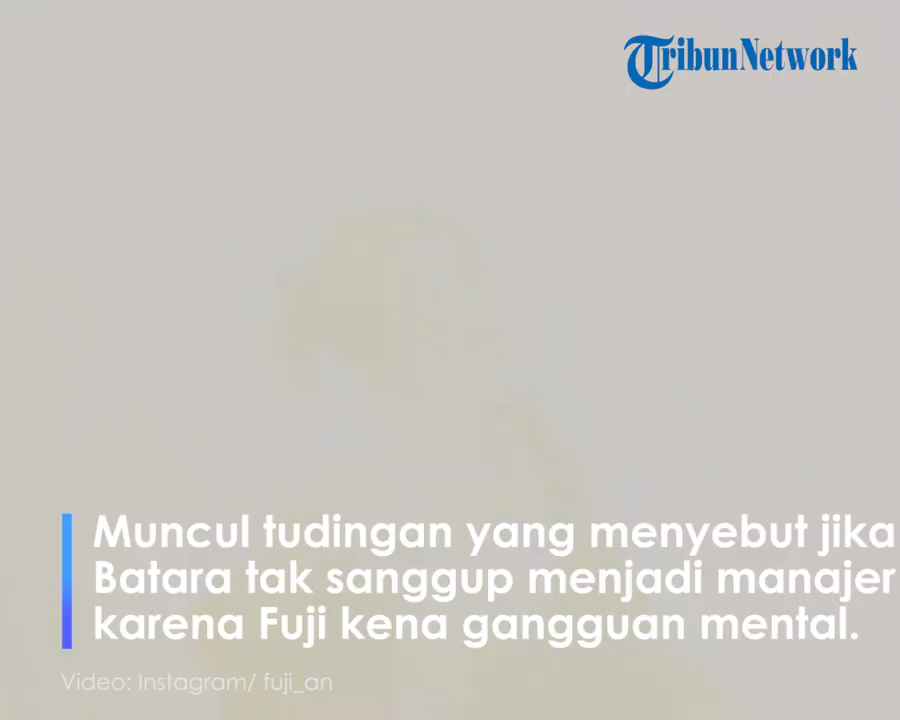 TribunNetwork
Muncul tudingan yang menyebut jika
Batara tak sanggup menjadi manajer
karena Fuji kena gangguan mental.
Video: Instagram/ fuji_an